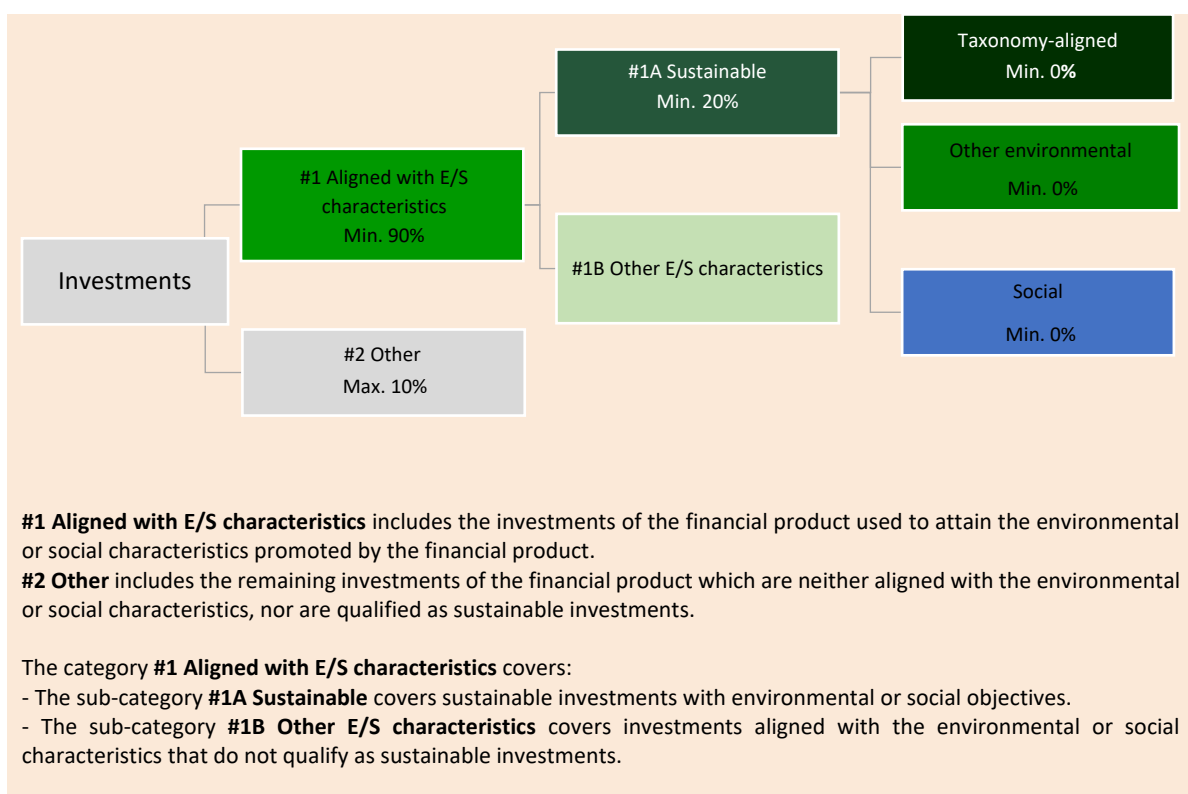 Investments
#1 Aligned with E/S
characteristics
Min. 90%
#2 Other
Max. 10%
#1A Sustainable
Min. 20%
#1B Other E/S characteristics
Taxonomy-aligned
Min. 0%
Other environmental
Min. 0%
Social
Min. 0%
#1 Aligned with E/S characteristics includes the investments of the financial product used to attain the environmental
or social characteristics promoted by the financial product.
#2 Other includes the remaining investments of the financial product which are neither aligned with the environmental
or social characteristics, nor are qualified as sustainable investments.
The category #1 Aligned with E/S characteristics covers:
- The sub-category #1A Sustainable covers sustainable investments with environmental or social objectives.
- The sub-category #1B Other E/S characteristics covers investments aligned with the environmental or social
characteristics that do not qualify as sustainable investments.